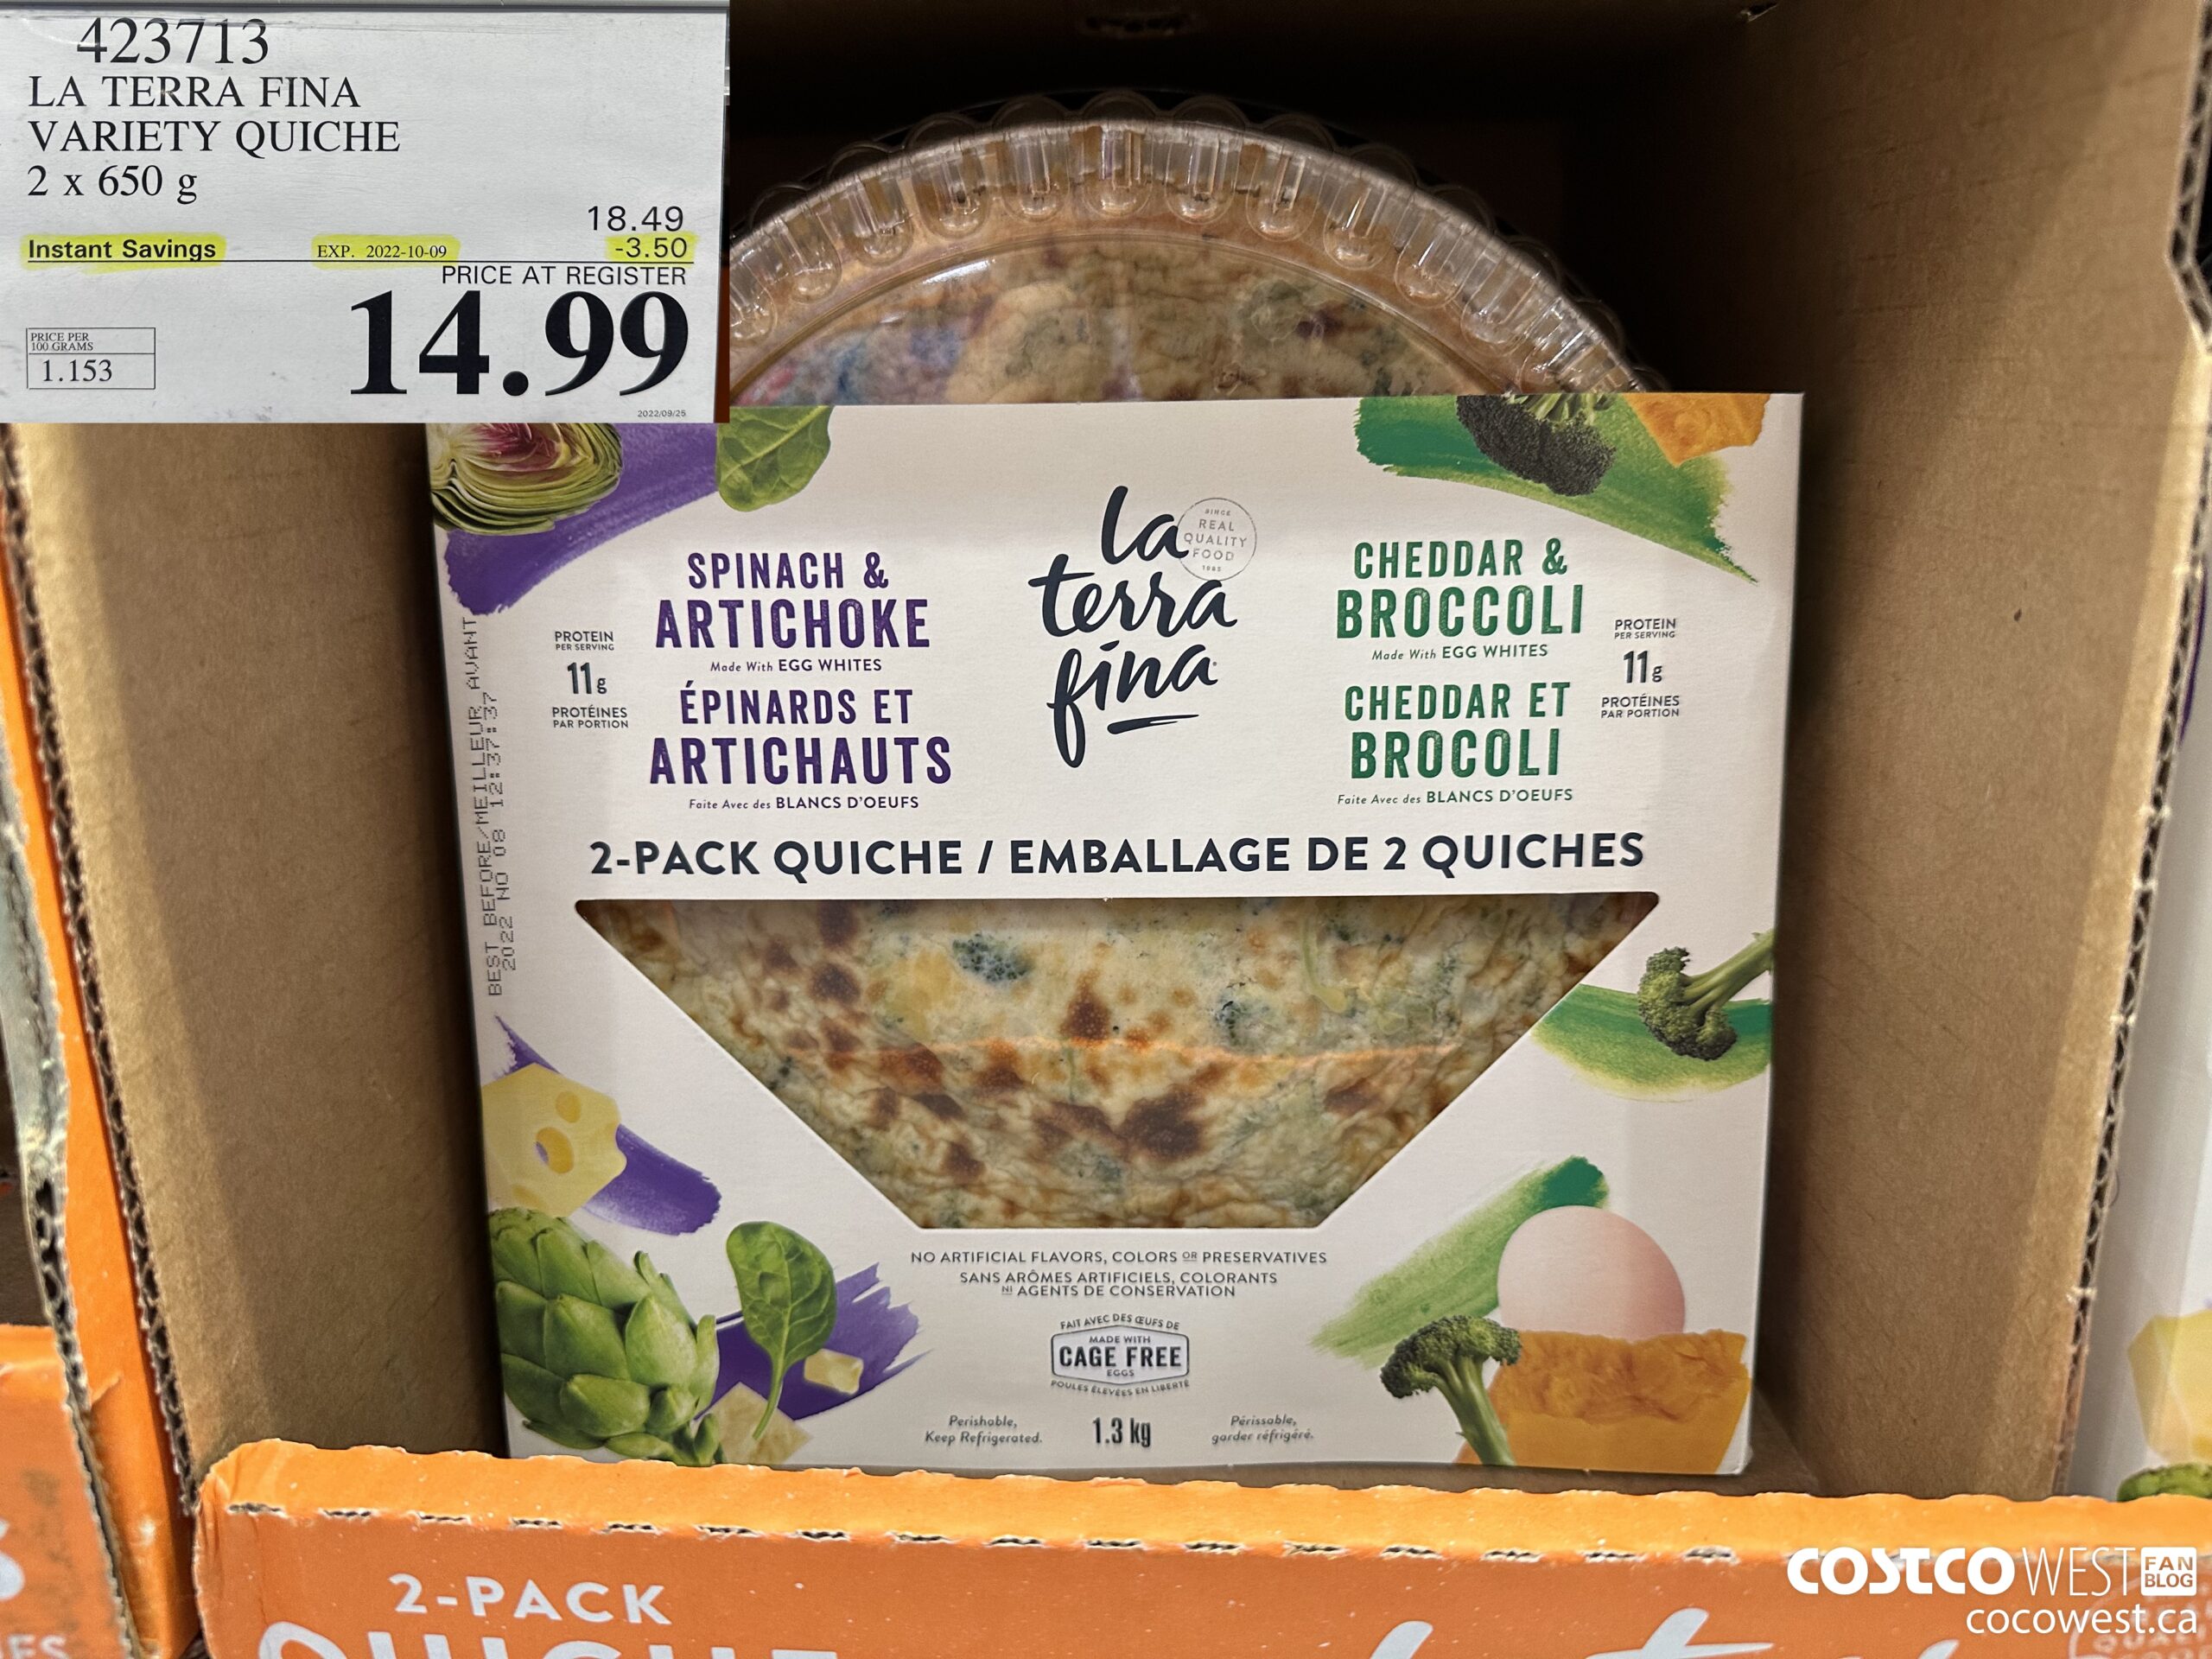 423713
LA TERRA FINA
VARIETY QUICHE
2 x 650 g
18.49
Instant Savings EXP. 2022-10-09 -3.50
PRICE AT REGISTER
14.99
PRICE PER
100 GRAMS
1.153
2022/09/25
SPINACH &
ARTICHOKE
Made With EGG WHITES
ÉPINARDS ET
ARTICHAUTS
Faite Avec des BLANCS D'OEUFS
PROTEIN
PER SERVING
11g
PROTÉINES
PAR PORTION
la
terra
fina
SINCE
REAL
QUALITY
FOOD
CHEDDAR &
BROCCOLI
Made With EGG WHITES
CHEDDAR ET
BROCOLI
Faite Avec des BLANCS D'OEUFS
PROTEIN
PER SERVING
11g
PROTÉINES
PAR PORTION
BEST BEFORE/MEILLEUR AVANT
2022 NO 08 12:37:37
2-PACK QUICHE / EMBALLAGE DE 2 QUICHES
NO ARTIFICIAL FLAVORS, COLORS OR PRESERVATIVES
SANS ARÔMES ARTIFICIELS, COLORANTS
NI AGENTS DE CONSERVATION
FAIT AVEC DES ŒUFS DE
MADE WITH
CAGE FREE
EGGS
POULES ÉLEVÉES EN LIBERTÉ
Perishable,
Keep Refrigerated.
1.3 kg
Périssable,
garder réfrigéré.
2-PACK
QUICHE
COSTCO WEST FAN BLOG
cocowest.ca